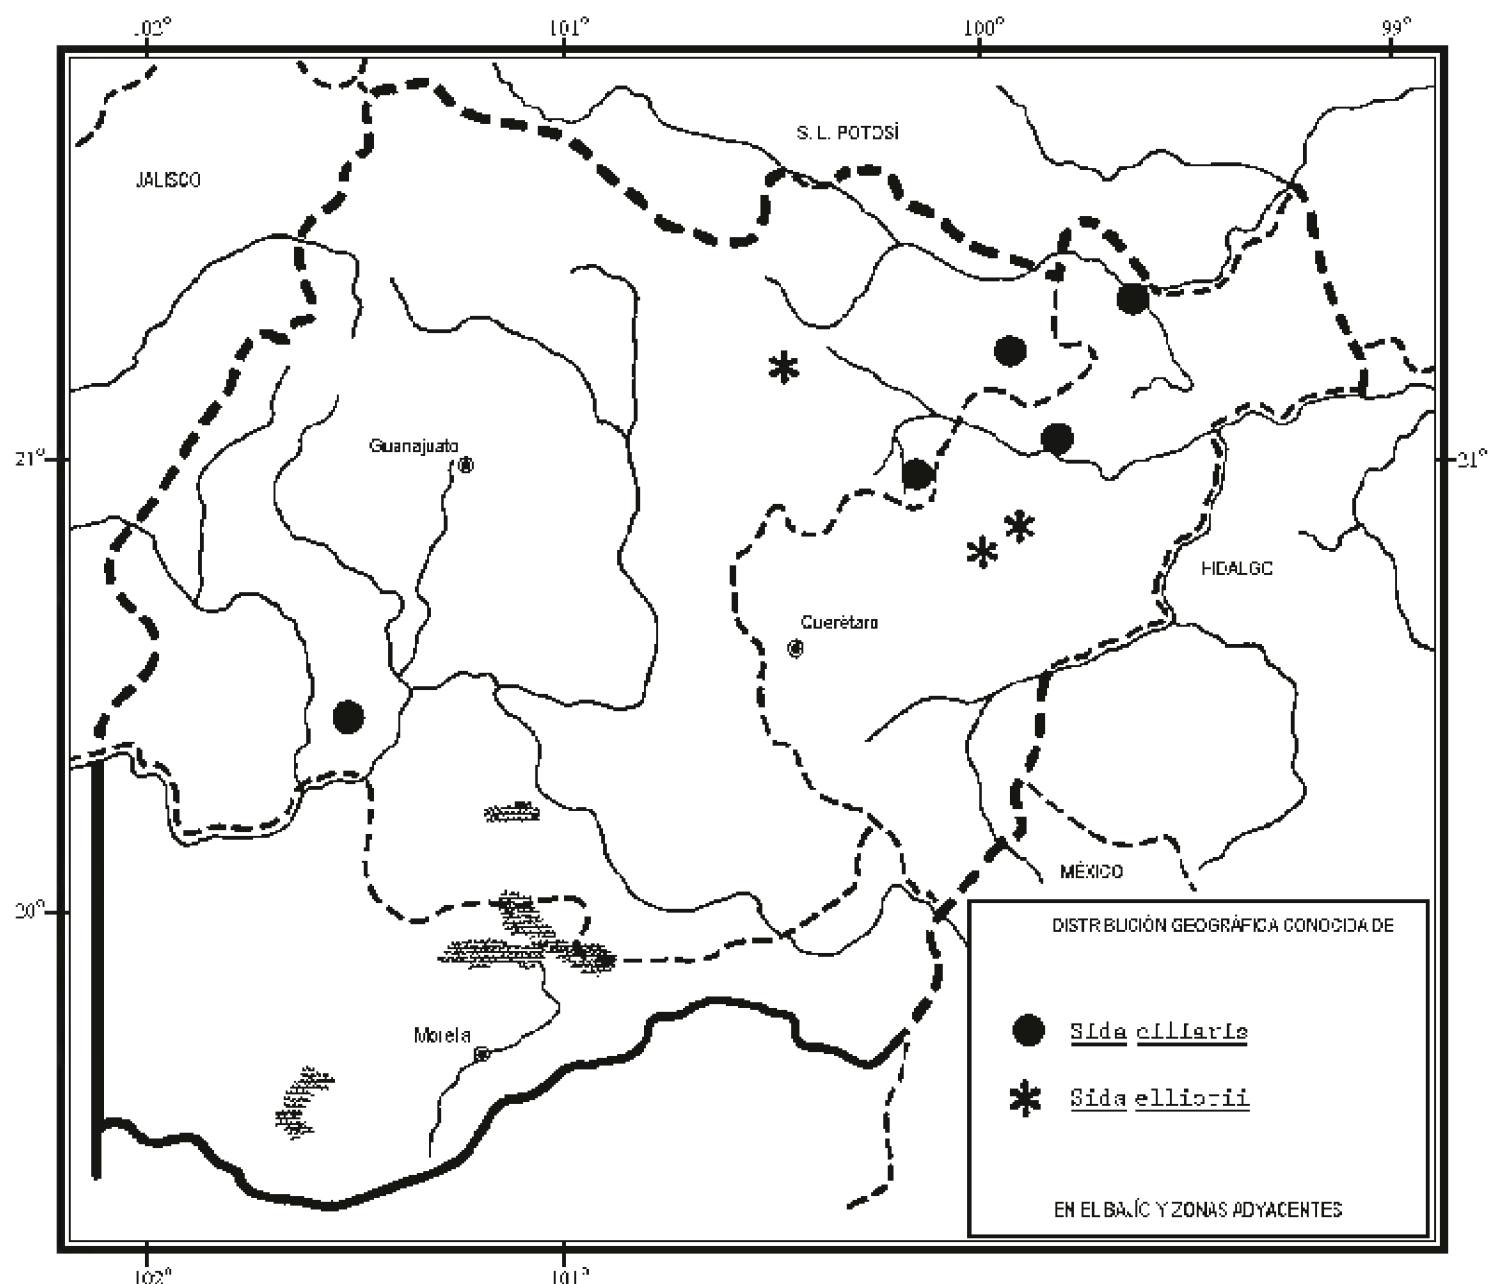 102° 101° 100° 99°
S. L. POTOSÍ
JALISCO
Guanajuato
21° 21°
HIDALGO
Querétaro
MÉXICO
20°
DISTRIBUCIÓN GEOGRÁFICA CONOCIDA DE
Sida ciliaris
Morelia
Sida elliottii
EN EL BAJÍO Y ZONAS ADYACENTES
102° 101°